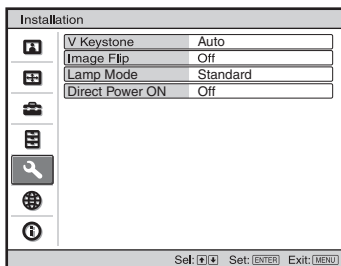 Installation
V Keystone Auto
Image Flip Off
Lamp Mode Standard
Direct Power ON Off
Sel: Set: ENTER Exit: MENU